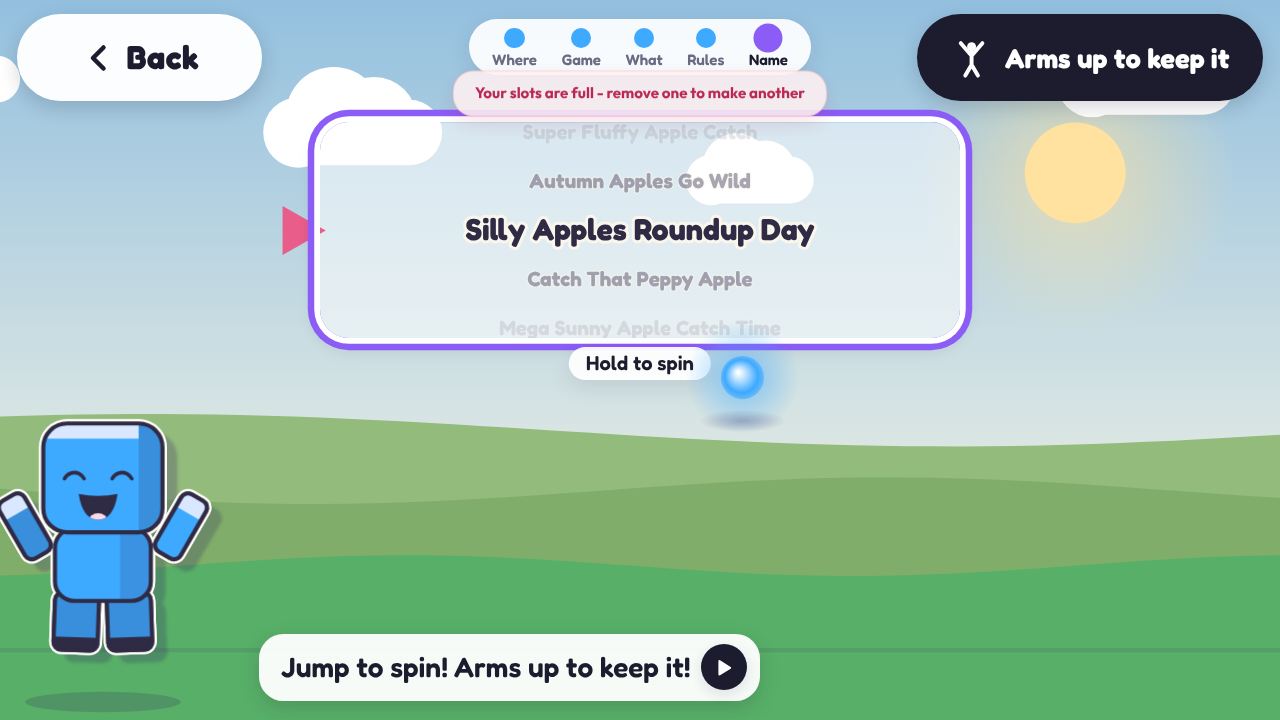 Back
Where Game What Rules Name
Arms up to keep it
Your slots are full - remove one to make another
Super Fluffy Apple Catch
Autumn Apples Go Wild
Silly Apples Roundup Day
Catch That Peppy Apple
Mega Sunny Apple Catch Time
Hold to spin
Jump to spin! Arms up to keep it!